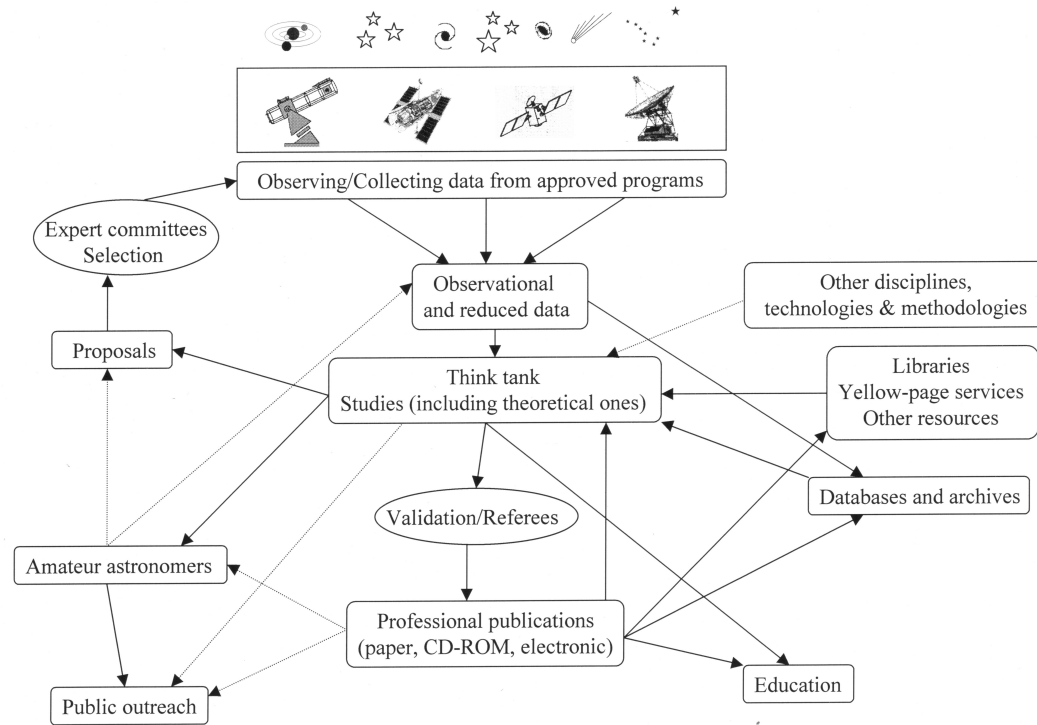 Observing/Collecting data from approved programs
Expert committees
Selection
Observational
and reduced data
Other disciplines,
technologies & methodologies
Proposals
Think tank
Studies (including theoretical ones)
Libraries
Yellow-page services
Other resources
Databases and archives
Validation/Referees
Amateur astronomers
Professional publications
(paper, CD-ROM, electronic)
Education
Public outreach